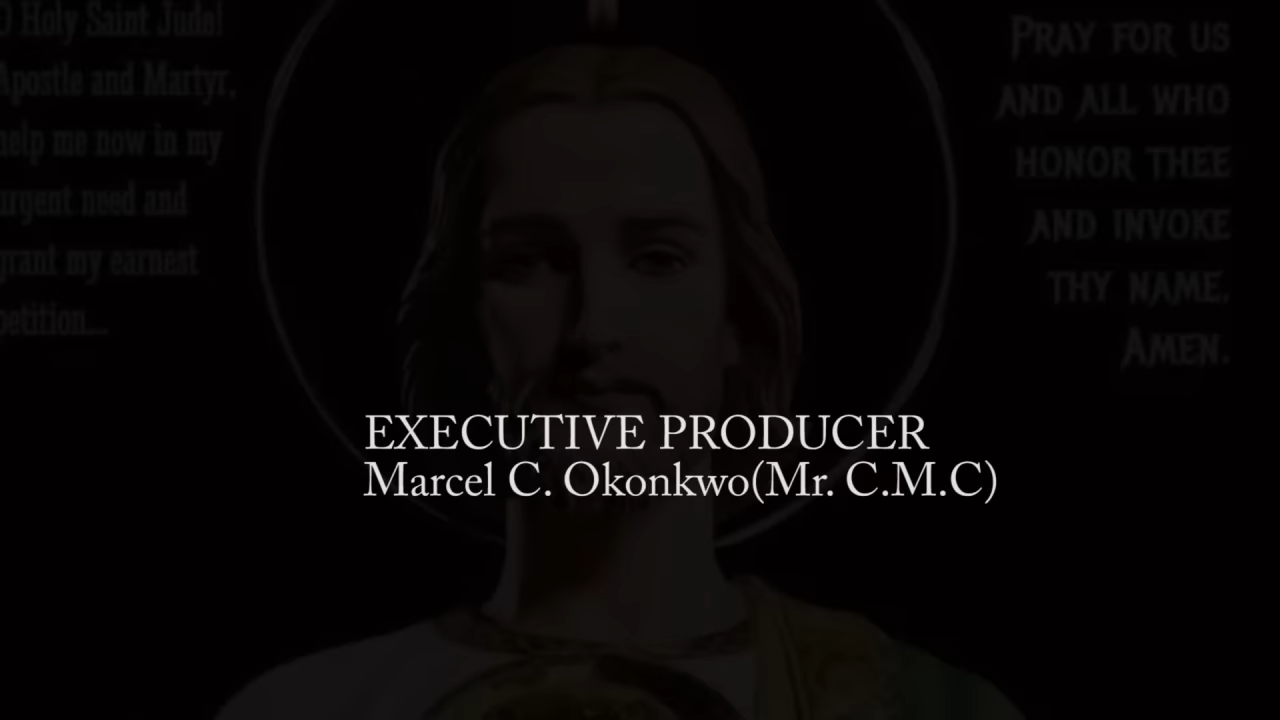 O Holy Saint Jude!
Apostle and Martyr,
help me now in my
urgent need and
grant my earnest
petition...
PRAY FOR US
AND ALL WHO
HONOR THEE
AND INVOKE
THY NAME.
AMEN.
EXECUTIVE PRODUCER
Marcel C. Okonkwo(Mr. C.M.C)